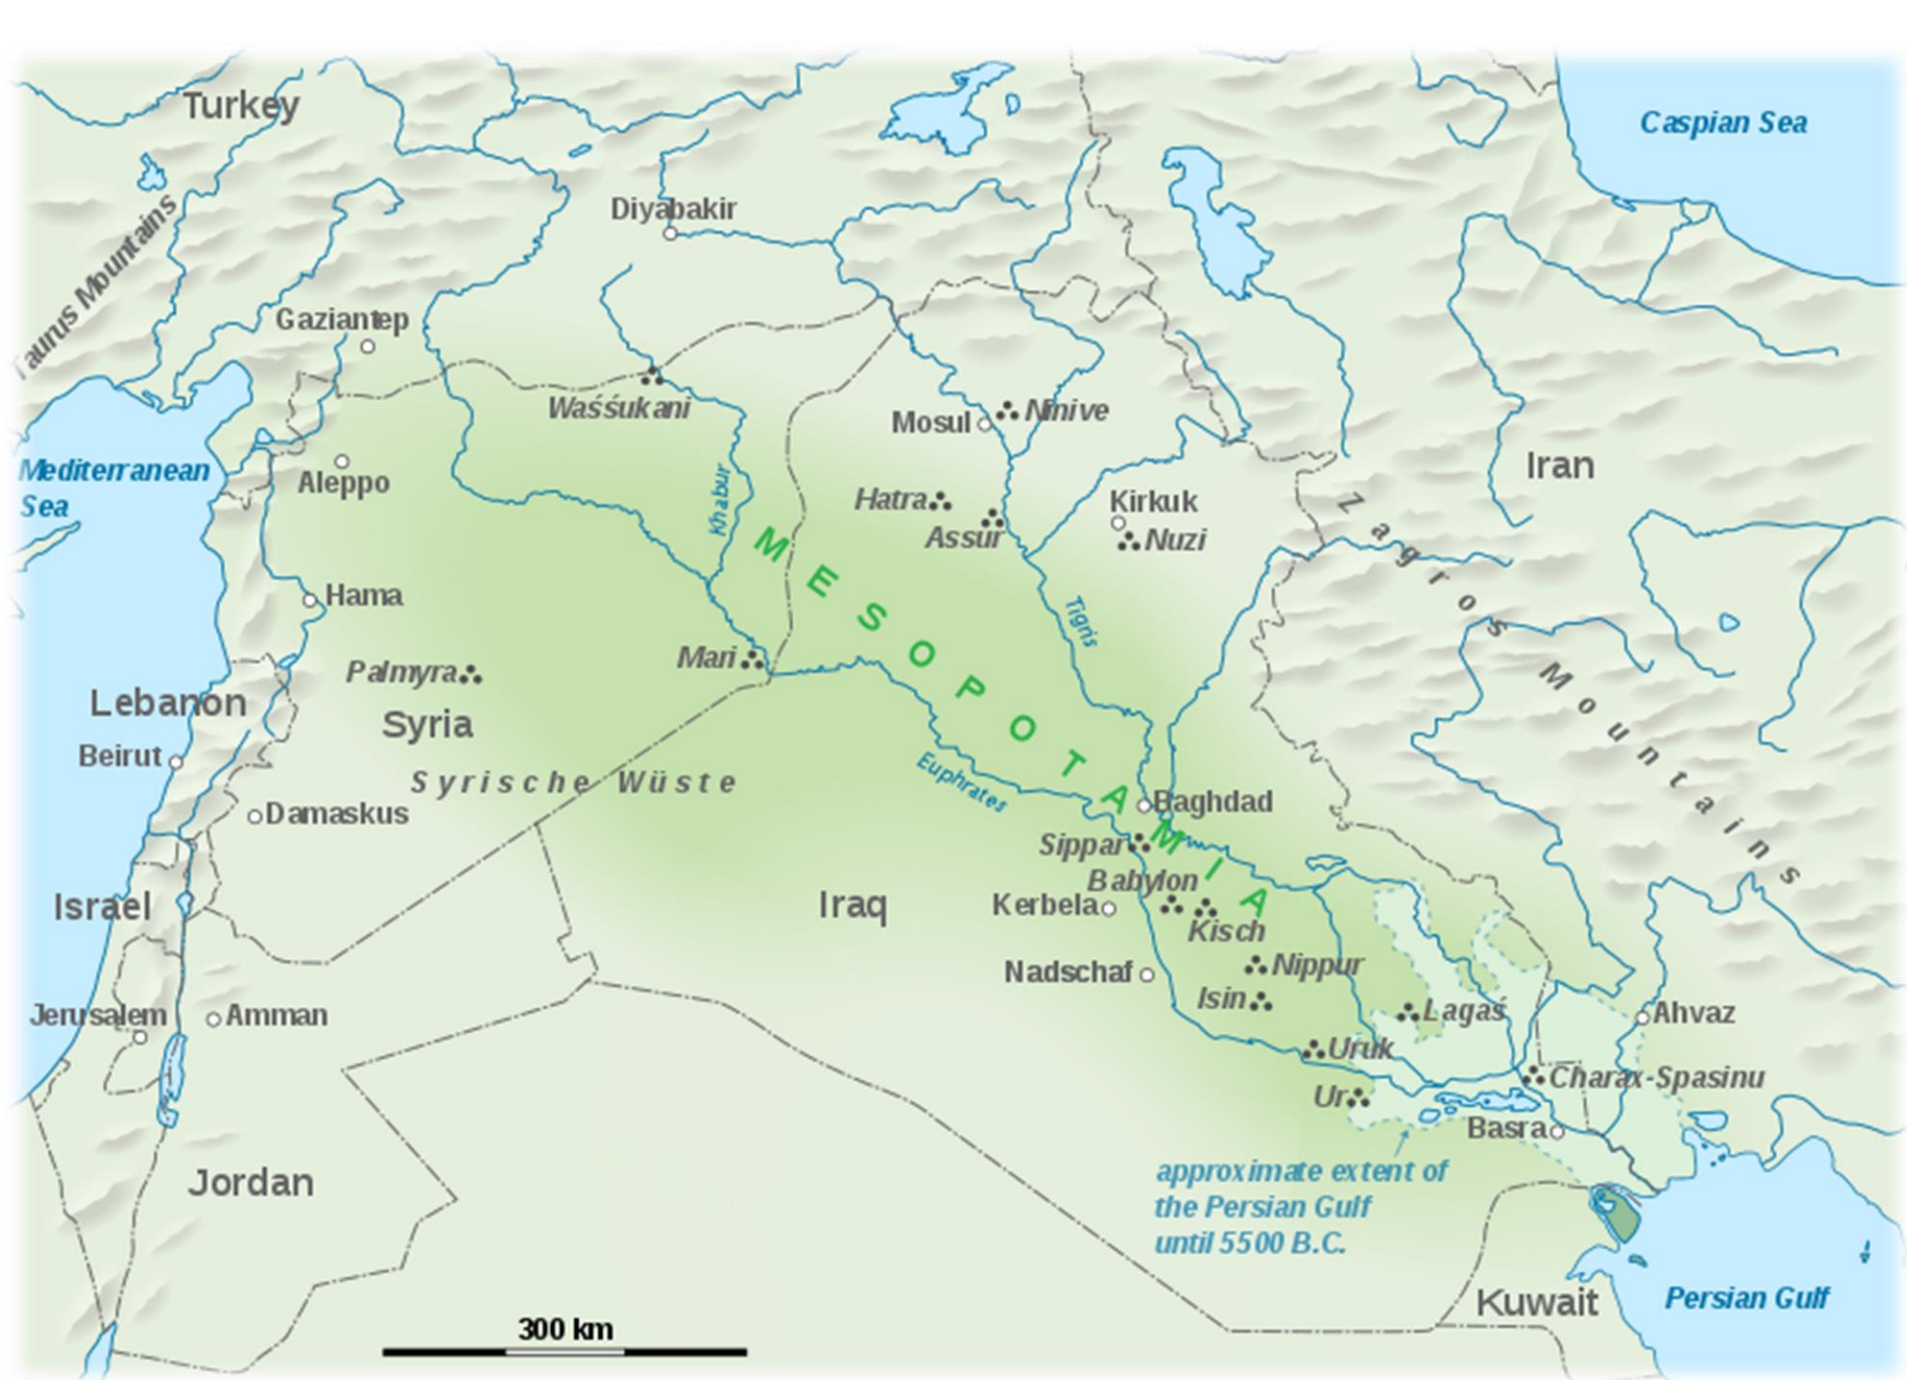 Turkey
Caspian Sea
Taurus Mountains
Diyabakir
Gaziantep
Waśśukani
Mosul
Ninive
Mediterranean
Sea
Aleppo
Iran
Khabur
Hatra
Assur
Kirkuk
Nuzi
Zagros Mountains
MESOPOTAMIA
Hama
Tigris
Palmyra
Mari
Lebanon
Syria
Beirut
Syrische Wüste
Euphrates
Damaskus
Baghdad
Sippar
Babylon
Israel
Iraq
Kerbela
Kisch
Nadschaf
Nippur
Isin
Jerusalem
Amman
Lagaś
Ahvaz
Uruk
Charax-Spasinu
Ur
Basra
approximate extent of
the Persian Gulf
until 5500 B.C.
Jordan
Kuwait
Persian Gulf
300 km